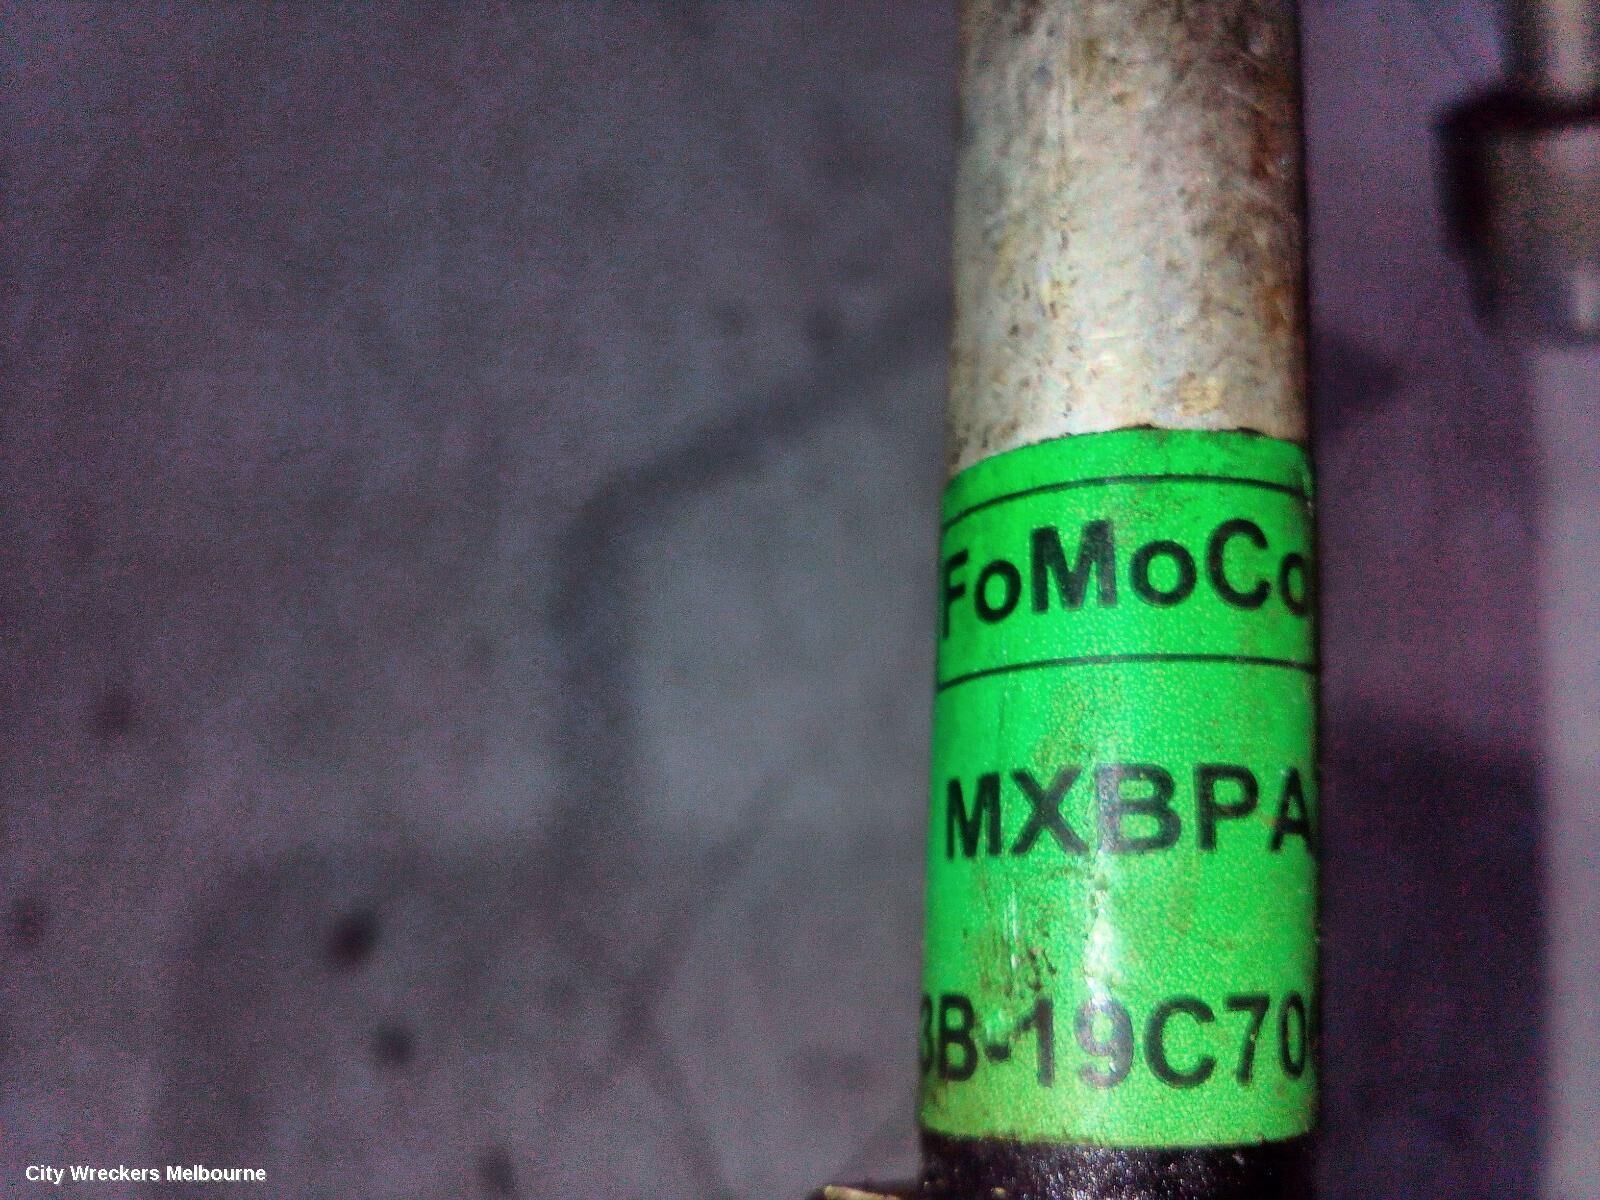 FoMoCo
MXBPA
3B-19C70
City Wreckers Melbourne